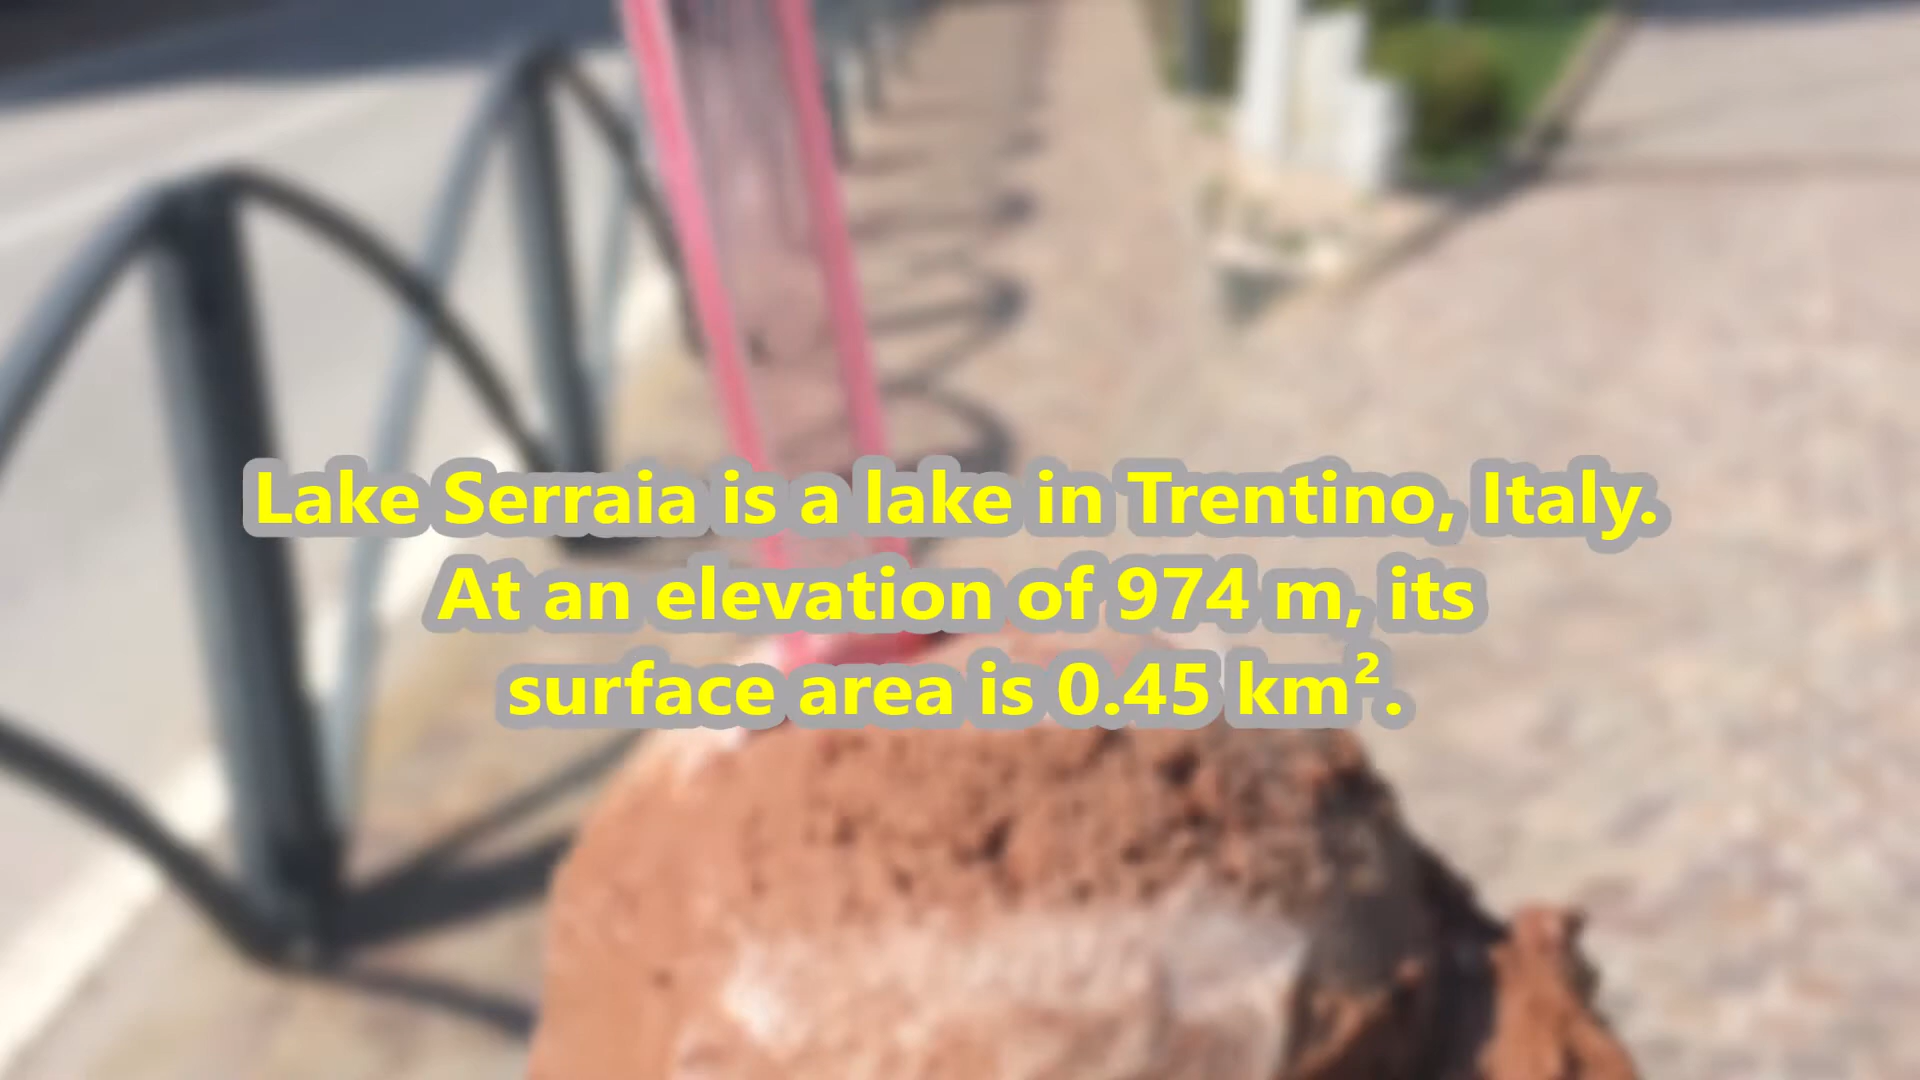 Lake Serraia is a lake in Trentino, Italy.
At an elevation of 974 m, its
surface area is 0.45 km².